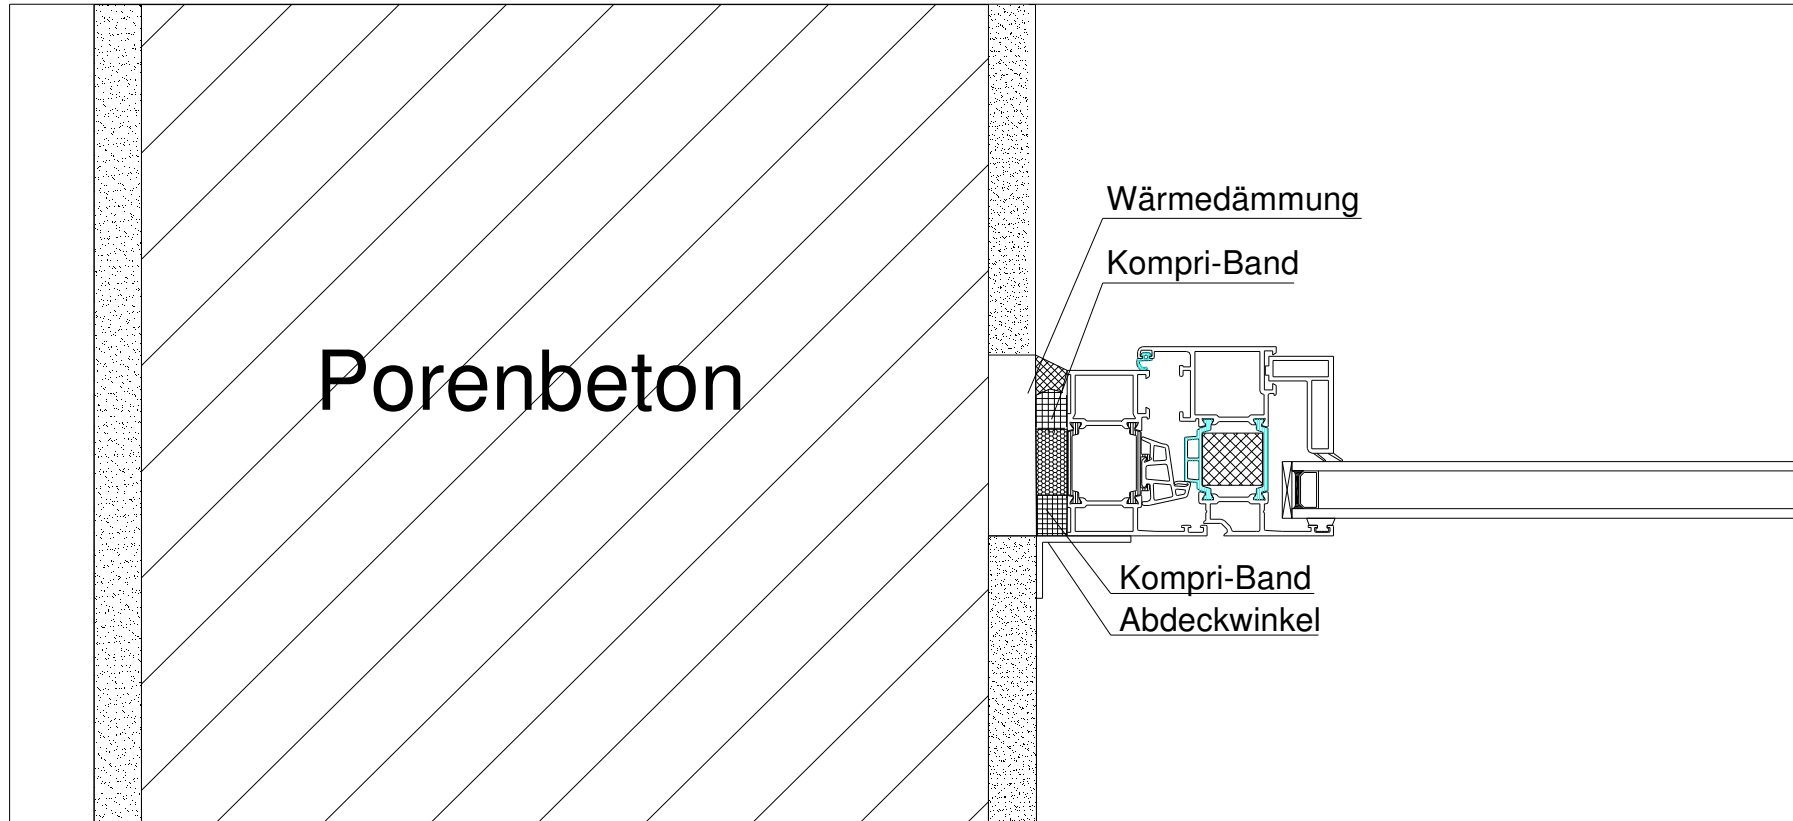 Wärmedämmung
Kompri-Band
Porenbeton
Kompri-Band
Abdeckwinkel